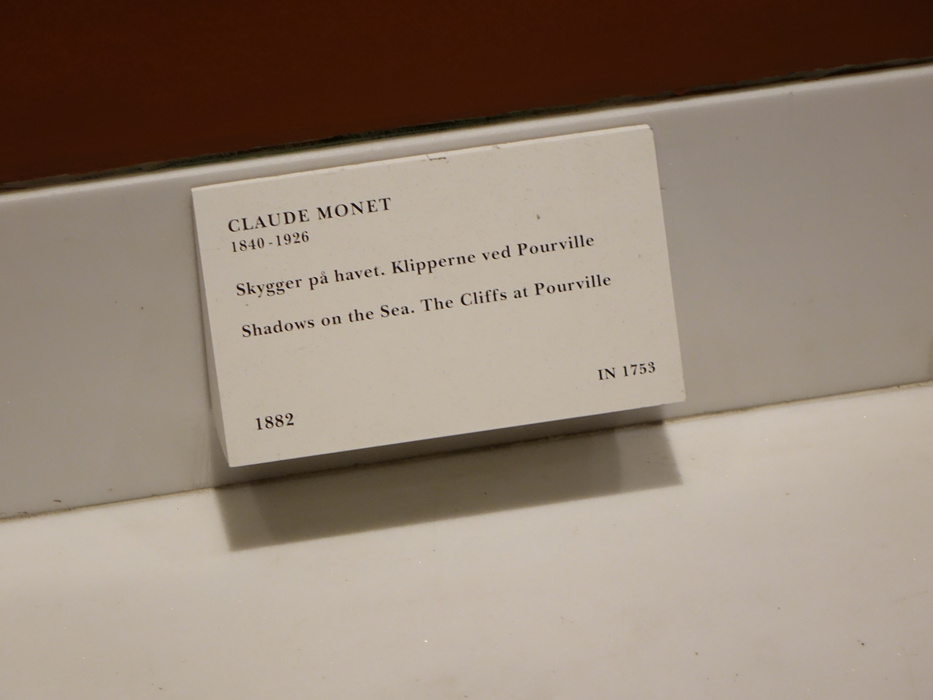 CLAUDE MONET
1840-1926
Skygger på havet. Klipperne ved Pourville
Shadows on the Sea. The Cliffs at Pourville
IN 1753
1882